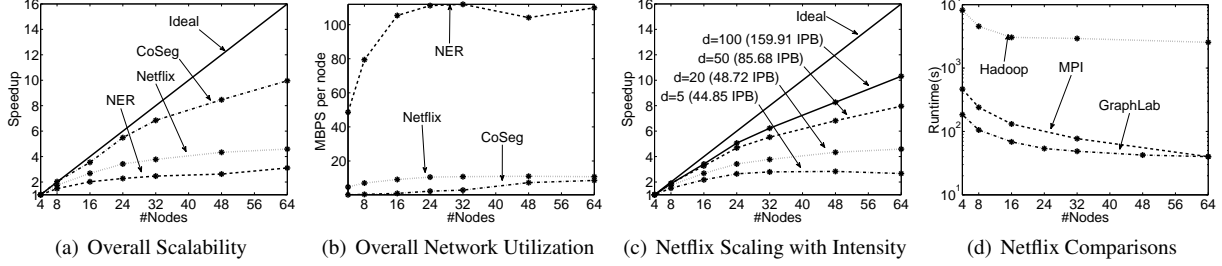 16
14
12
10
8
6
4
2
1
Speedup
Ideal
CoSeg
Netflix
NER
4 8 16 24 32 40 48 56 64
#Nodes
(a) Overall Scalability
100
80
60
40
20
MBPS per node
NER
Netflix
CoSeg
8 16 24 32 40 48 56 64
#Nodes
(b) Overall Network Utilization
16
14
12
10
8
6
4
2
1
Speedup
Ideal
d=100 (159.91 IPB)
d=50 (85.68 IPB)
d=20 (48.72 IPB)
d=5 (44.85 IPB)
4 8 16 24 32 40 48 56 64
#Nodes
(c) Netflix Scaling with Intensity
10^4
10^3
10^2
10^1
Runtime(s)
Hadoop
MPI
GraphLab
4 8 16 24 32 40 48 56 64
#Nodes
(d) Netflix Comparisons